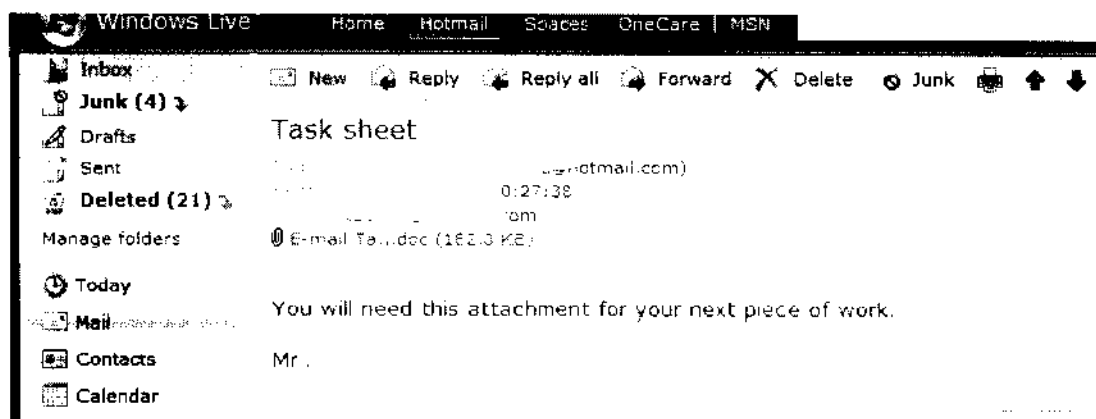 Windows Live Home Hotmail Spaces OneCare | MSN
Inbox
Junk (4)
Drafts
Sent
Deleted (21)
Manage folders
Today
Mail
Contacts
Calendar
New Reply Reply all Forward Delete Junk
Task sheet
hotmail.com)
0:27:38
om
E-mail Ta...doc (162.3 KB)
You will need this attachment for your next piece of work.
Mr .